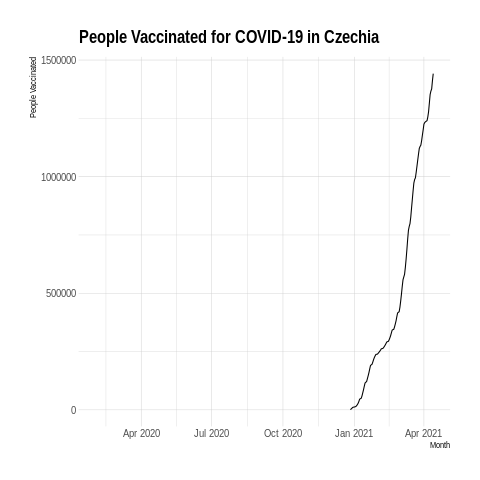 People Vaccinated for COVID-19 in Czechia
People Vaccinated
1500000
1000000
500000
0
Apr 2020
Jul 2020
Oct 2020
Jan 2021
Apr 2021
Month